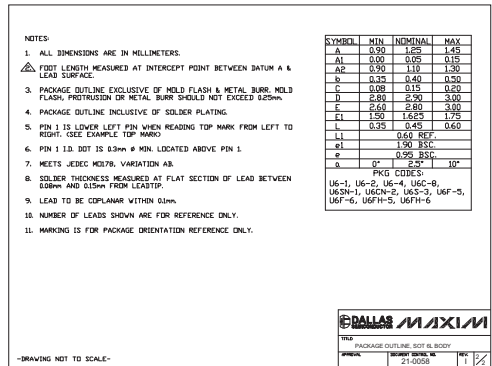 NOTES:
1. ALL DIMENSIONS ARE IN MILLIMETERS.
2 FOOT LENGTH MEASURED AT INTERCEPT POINT BETWEEN DATUM A & LEAD SURFACE.
3. PACKAGE OUTLINE EXCLUSIVE OF MOLD FLASH & METAL BURR. MOLD FLASH, PROTRUSION OR METAL BURR SHOULD NOT EXCEED 0.25mm.
4. PACKAGE OUTLINE INCLUSIVE OF SOLDER PLATING.
5. PIN 1 IS LOWER LEFT PIN WHEN READING TOP MARK FROM LEFT TO RIGHT. (SEE EXAMPLE TOP MARK)
6. PIN 1 I.D. DOT IS 0.3mm ø MIN. LOCATED ABOVE PIN 1.
7. MEETS JEDEC MO178, VARIATION AB.
8. SOLDER THICKNESS MEASURED AT FLAT SECTION OF LEAD BETWEEN 0.08mm AND 0.15mm FROM LEADTIP.
9. LEAD TO BE COPLANAR WITHIN 0.1mm.
10. NUMBER OF LEADS SHOWN ARE FOR REFERENCE ONLY.
11. MARKING IS FOR PACKAGE ORIENTATION REFERENCE ONLY.
SYMBOL MIN NOMINAL MAX
A 0.90 1.25 1.45
A1 0.00 0.05 0.15
A2 0.90 1.10 1.30
b 0.35 0.40 0.50
C 0.08 0.15 0.20
D 2.80 2.90 3.00
E 2.60 2.80 3.00
E1 1.50 1.625 1.75
L 0.35 0.45 0.60
L1 0.60 REF.
e1 1.90 BSC.
e 0.95 BSC.
α 0° 2.5° 10°
PKG CODES:
U6-1, U6-2, U6-4, U6C-8,
U6SN-1, U6CN-2, U6S-3, U6F-5,
U6F-6, U6FH-5, U6FH-6
DALLAS SEMICONDUCTOR MAXIM
TITLE:
PACKAGE OUTLINE, SOT 6L BODY
APPROVAL DOCUMENT CONTROL NO. REV.
21-0058 I 2/2
-DRAWING NOT TO SCALE-